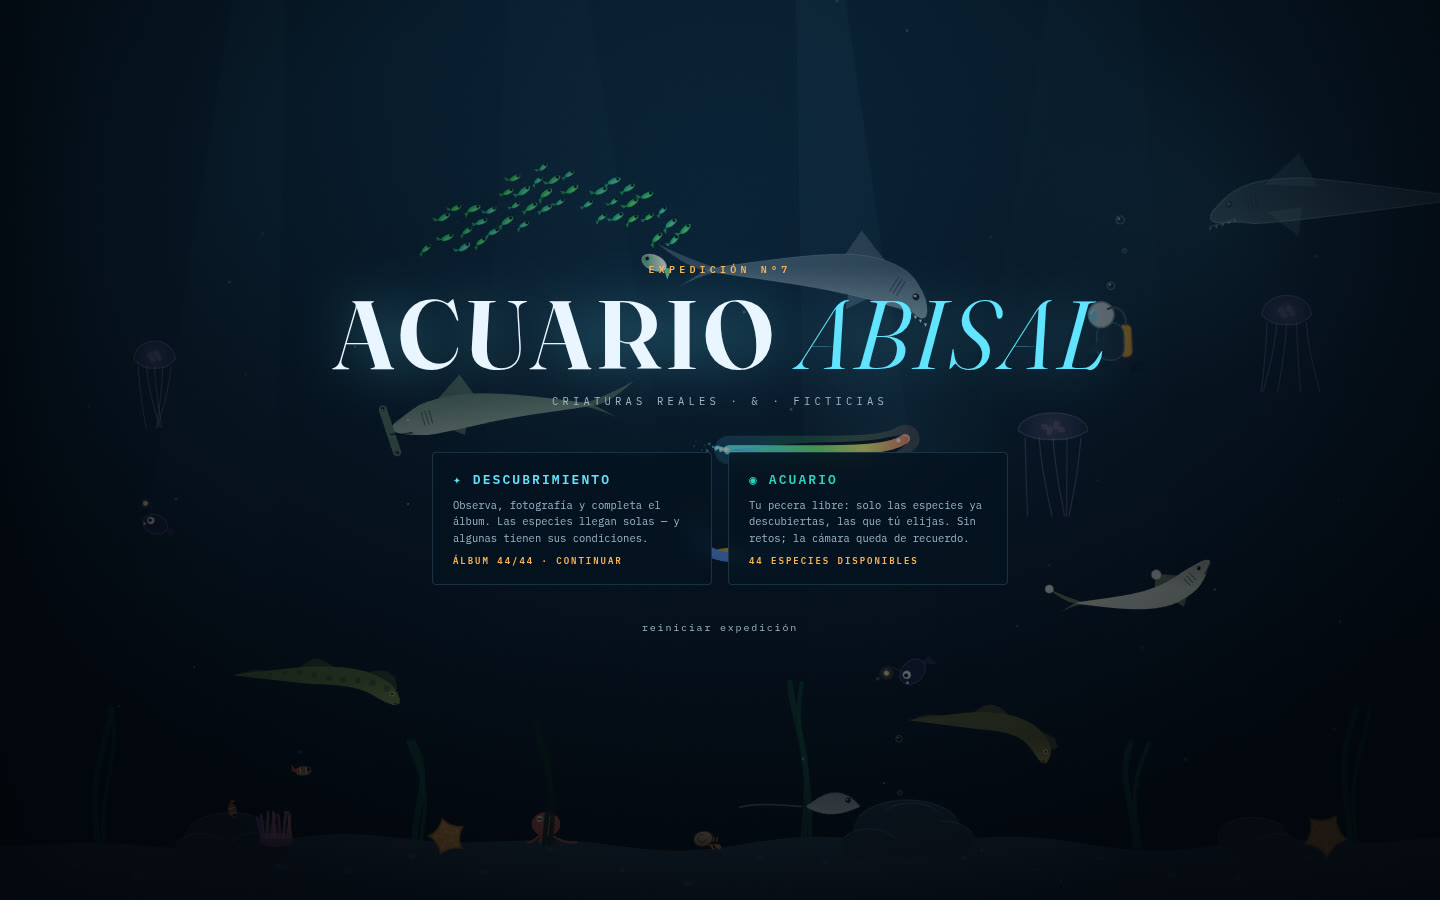 EXPEDICIÓN Nº7
ACUARIO ABISAL
CRIATURAS REALES · & · FICTICIAS
✦ DESCUBRIMIENTO
Observa, fotografía y completa el
álbum. Las especies llegan solas — y
algunas tienen sus condiciones.
ÁLBUM 44/44 · CONTINUAR
◉ ACUARIO
Tu pecera libre: solo las especies ya
descubiertas, las que tú elijas. Sin
retos; la cámara queda de recuerdo.
44 ESPECIES DISPONIBLES
reiniciar expedición